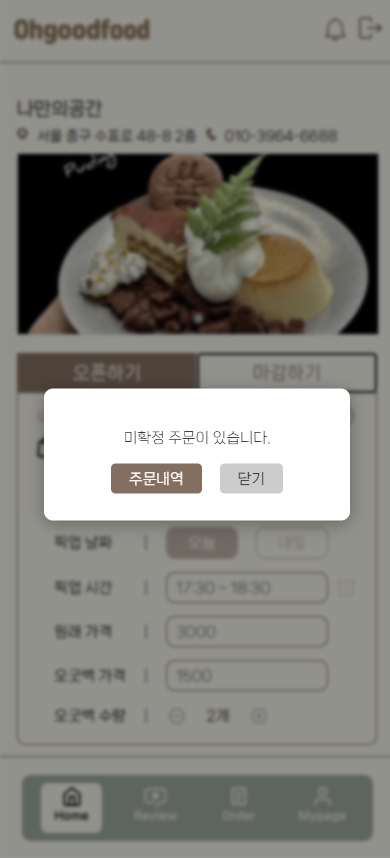 Ohgoodfood
나만의공간
서울 중구 수표로 48-8 2층 010-3964-6688
Puding
오픈하기 마감하기
미확정 주문이 있습니다.
주문내역 닫기
픽업 날짜 | 오늘 내일
픽업 시간 | 17:30 ~ 18:30
원래 가격 | 3000
오굿백 가격 | 1500
오굿백 수량 | 2개
Home Review Order Mypage